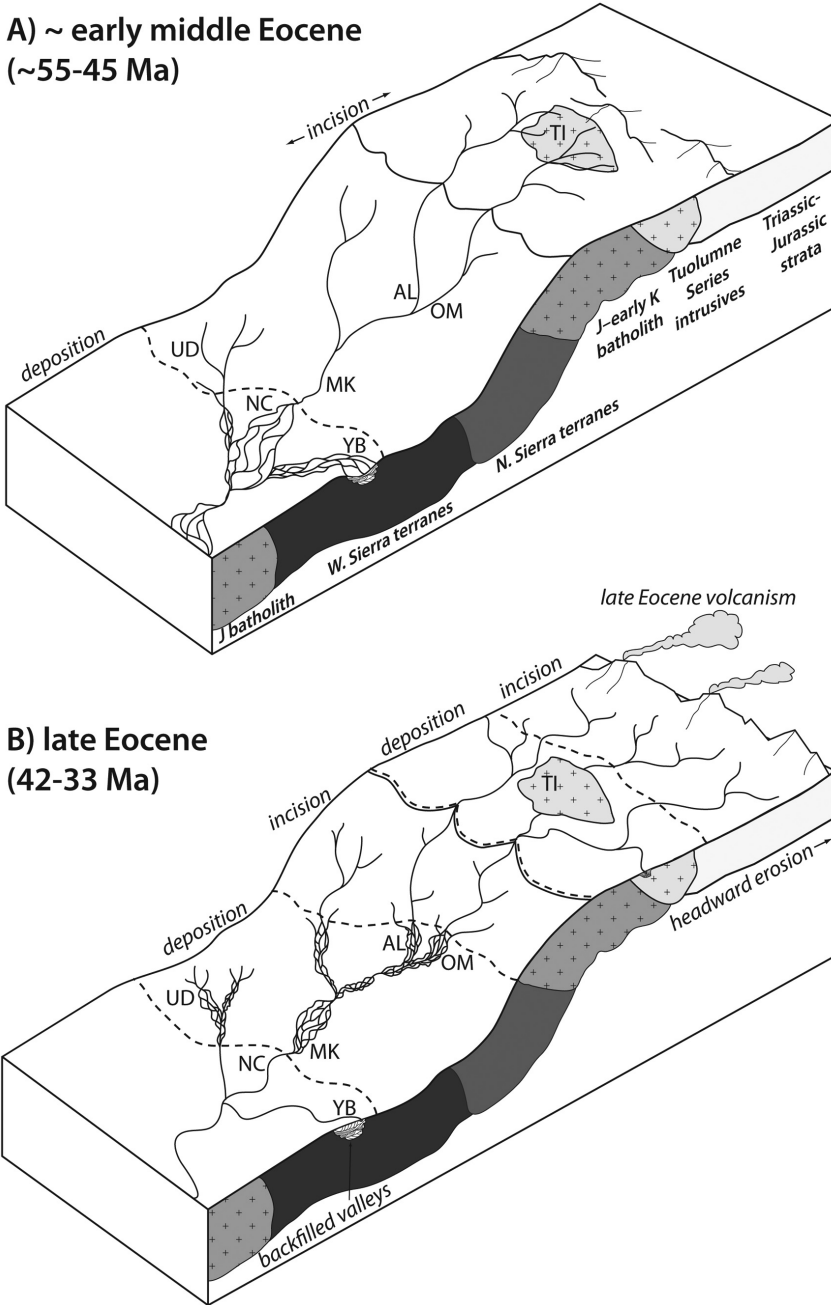 A) ~ early middle Eocene
(~55-45 Ma)
incision
TI
AL
OM
deposition
UD
NC
MK
YB
Triassic-
Jurassic
strata
Tuolumne
Series
intrusives
J–early K
batholith
N. Sierra terranes
W. Sierra terranes
J batholith
late Eocene volcanism
B) late Eocene
(42-33 Ma)
incision
deposition
incision
deposition
TI
headward erosion
AL
OM
UD
NC
MK
YB
backfilled valleys